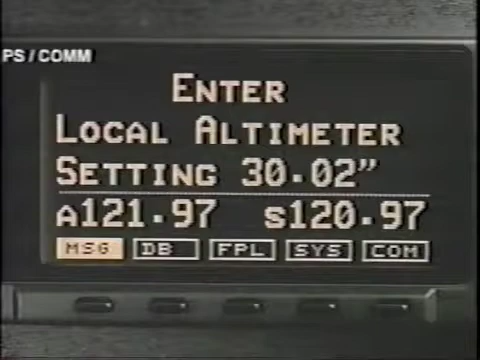 PS / COMM
ENTER
LOCAL ALTIMETER
SETTING 30.02"
A121.97 S120.97
MSG DB FPL SYS COM